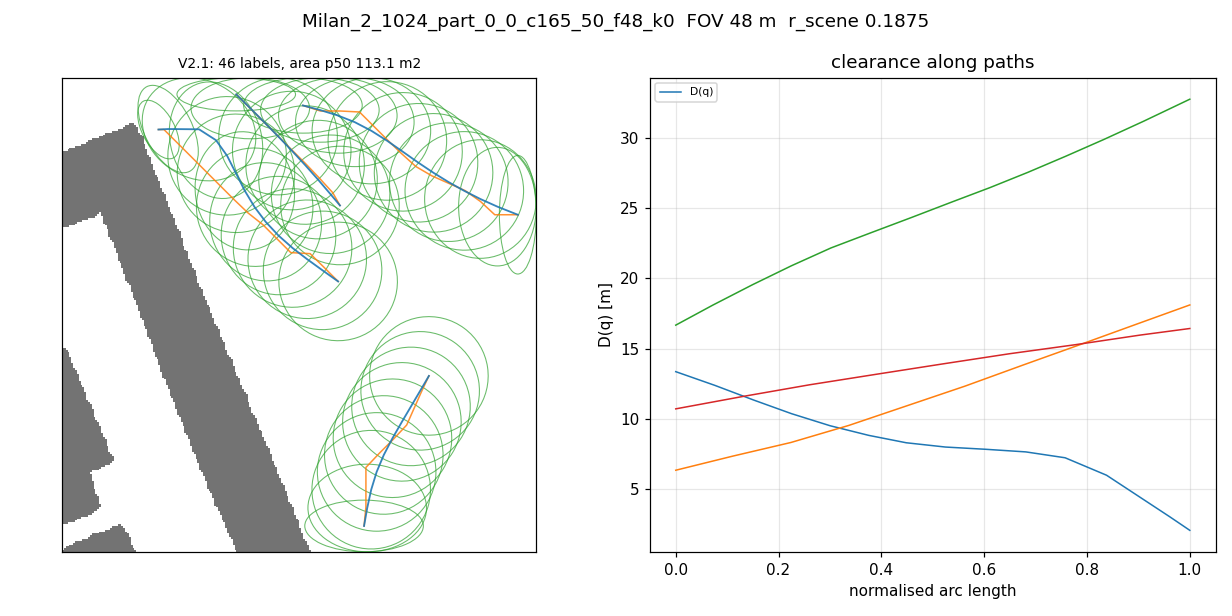 Milan_2_1024_part_0_0_c165_50_f48_k0  FOV 48 m  r_scene 0.1875
V2.1: 46 labels, area p50 113.1 m2
clearance along paths
D(q)
D(q) [m]
30
25
20
15
10
5
0.0 0.2 0.4 0.6 0.8 1.0
normalised arc length